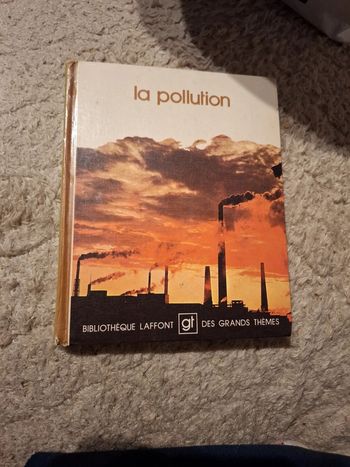 la pollution
BIBLIOTHÈQUE LAFFONT gt DES GRANDS THÈMES